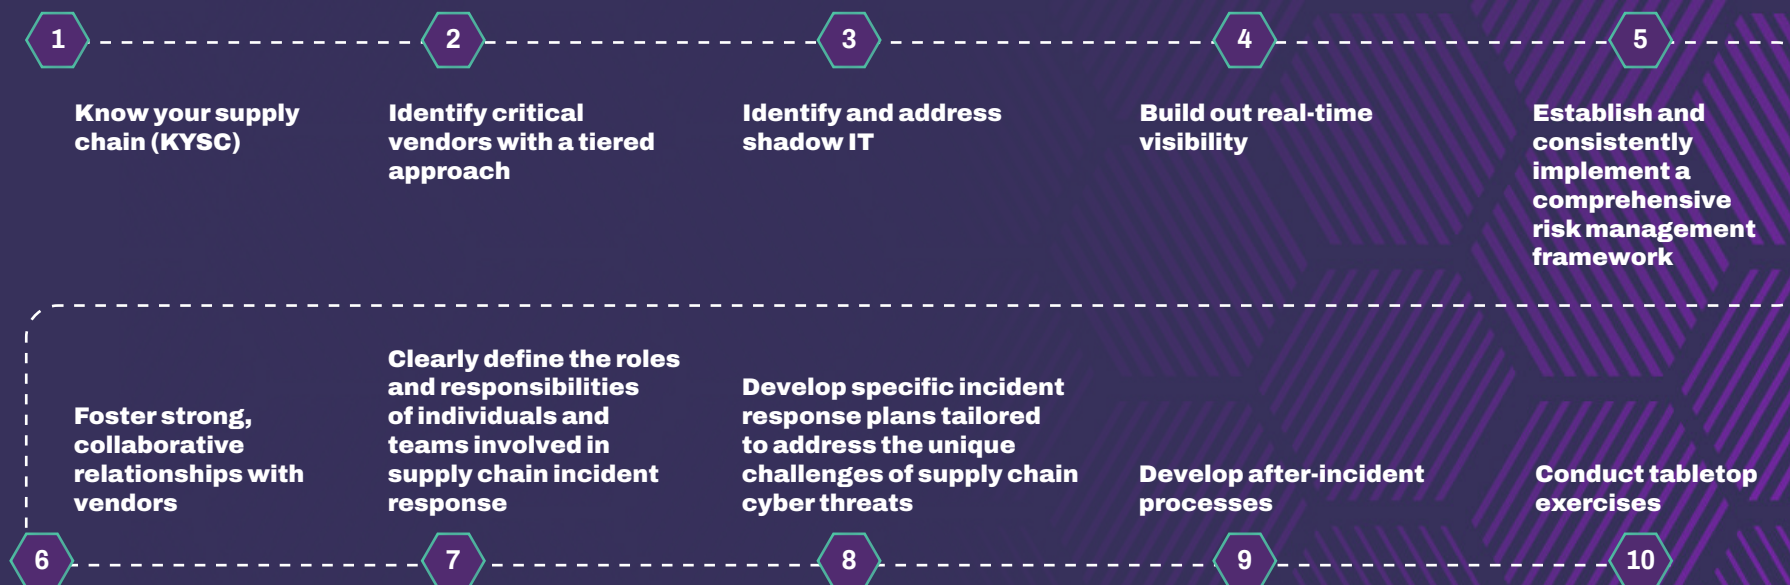 1
Know your supply
chain (KYSC)
2
Identify critical
vendors with a tiered
approach
3
Identify and address
shadow IT
4
Build out real-time
visibility
5
Establish and
consistently
implement a
comprehensive
risk management
framework
6
Foster strong,
collaborative
relationships with
vendors
7
Clearly define the roles
and responsibilities
of individuals and
teams involved in
supply chain incident
response
8
Develop specific incident
response plans tailored
to address the unique
challenges of supply chain
cyber threats
9
Develop after-incident
processes
10
Conduct tabletop
exercises